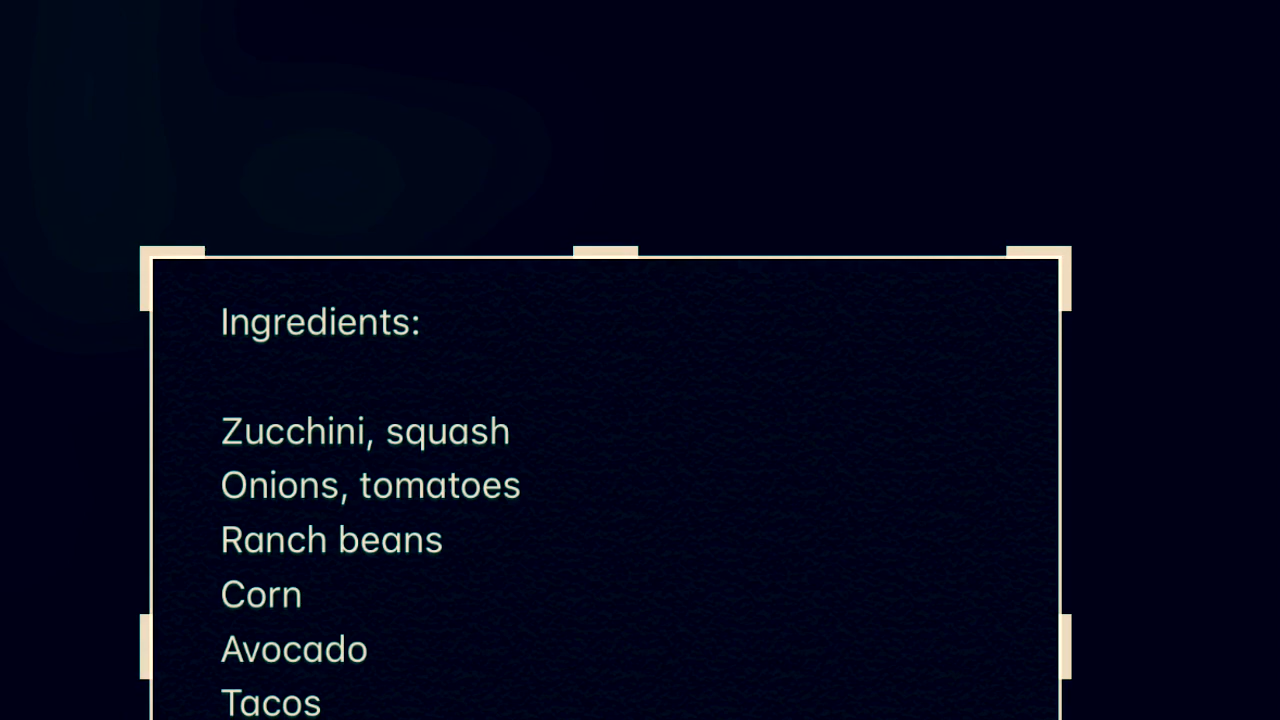 Ingredients:
Zucchini, squash
Onions, tomatoes
Ranch beans
Corn
Avocado
Tacos